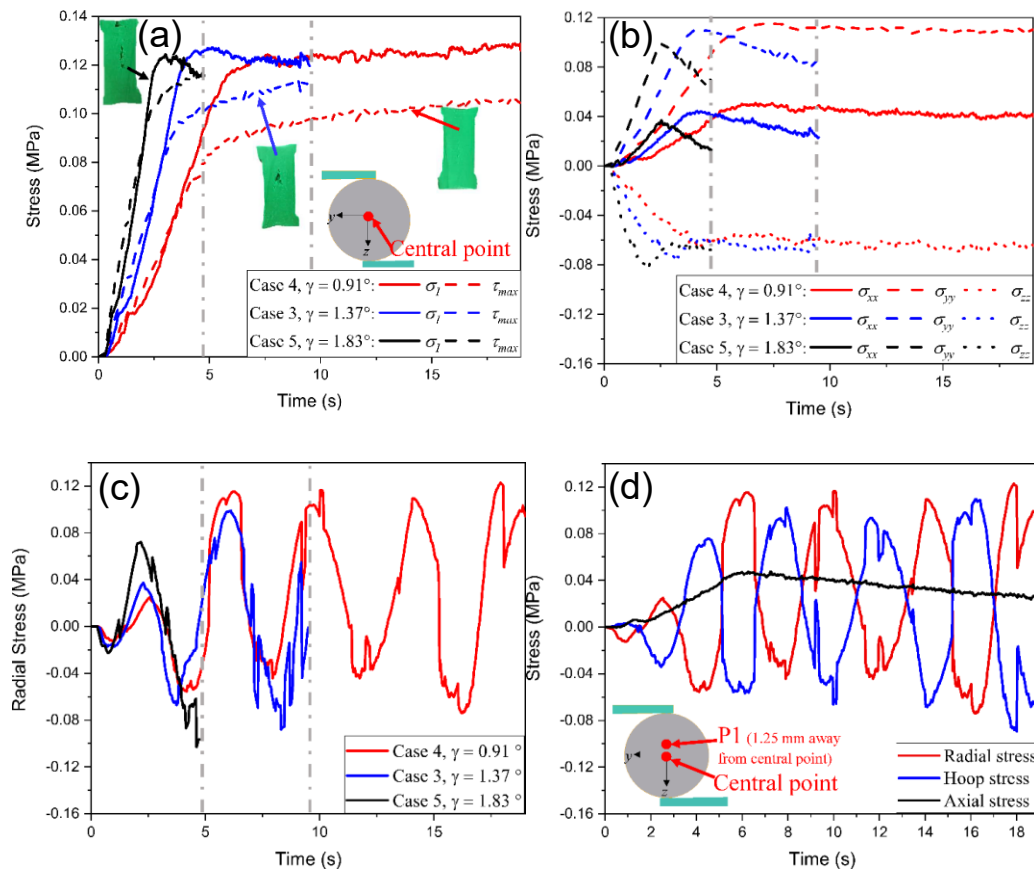 (a)
Stress (MPa)
0.14
0.12
0.10
0.08
0.06
0.04
0.02
0.00
y
z
Central point
Case 4, γ = 0.91°: σ₁ τmax
Case 3, γ = 1.37°: σ₁ τmax
Case 5, γ = 1.83°: σ₁ τmax
0 5 10 15
Time (s)
(b)
Stress (MPa)
0.12
0.08
0.04
0.00
-0.04
-0.08
-0.12
-0.16
Case 4, γ = 0.91°: σxx σyy σzz
Case 3, γ = 1.37°: σxx σyy σzz
Case 5, γ = 1.83°: σxx σyy σzz
0 5 10 15
Time (s)
(c)
Radial Stress (MPa)
0.12
0.08
0.04
0.00
-0.04
-0.08
-0.12
-0.16
Case 4, γ = 0.91 °
Case 3, γ = 1.37 °
Case 5, γ = 1.83 °
0 5 10 15
Time (s)
(d)
Stress (MPa)
0.12
0.08
0.04
0.00
-0.04
-0.08
-0.12
-0.16
P1 (1.25 mm away
from central point)
Central point
y
z
Radial stress
Hoop stress
Axial stress
0 2 4 6 8 10 12 14 16 18
Time (s)